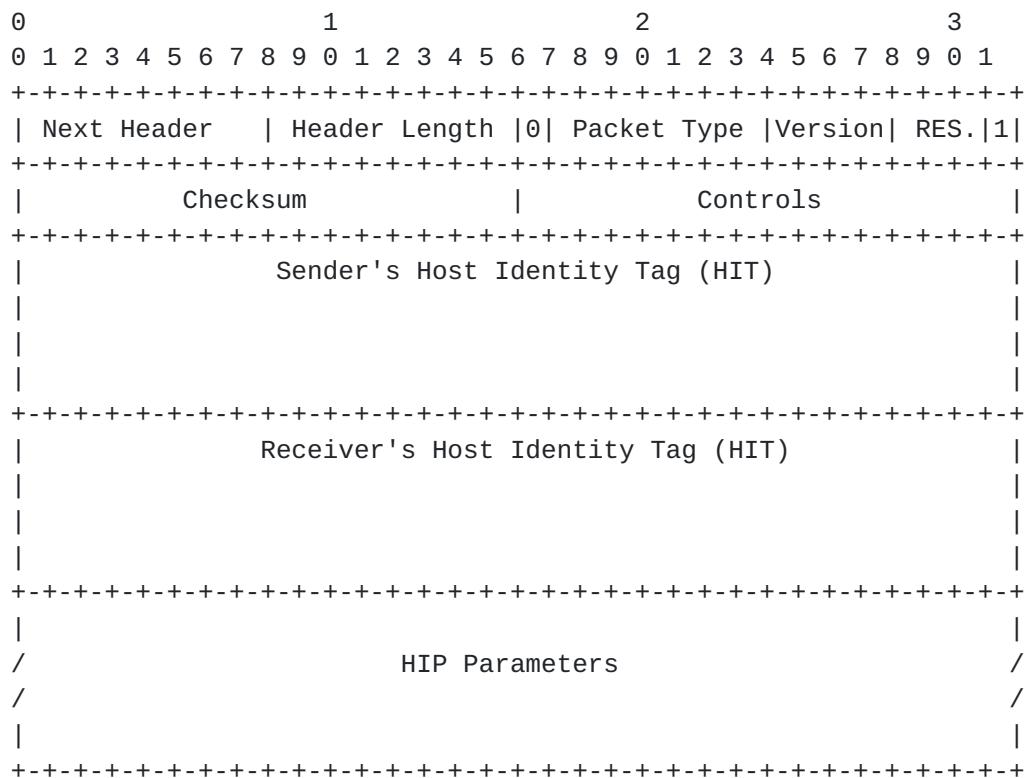 0                   1                   2                   3
0 1 2 3 4 5 6 7 8 9 0 1 2 3 4 5 6 7 8 9 0 1 2 3 4 5 6 7 8 9 0 1
+-+-+-+-+-+-+-+-+-+-+-+-+-+-+-+-+-+-+-+-+-+-+-+-+-+-+-+-+-+-+-+-+
| Next Header   | Header Length |0| Packet Type |Version| RES.|1|
+-+-+-+-+-+-+-+-+-+-+-+-+-+-+-+-+-+-+-+-+-+-+-+-+-+-+-+-+-+-+-+-+
|          Checksum             |           Controls            |
+-+-+-+-+-+-+-+-+-+-+-+-+-+-+-+-+-+-+-+-+-+-+-+-+-+-+-+-+-+-+-+-+
|                Sender's Host Identity Tag (HIT)               |
|                                                               |
|                                                               |
|                                                               |
+-+-+-+-+-+-+-+-+-+-+-+-+-+-+-+-+-+-+-+-+-+-+-+-+-+-+-+-+-+-+-+-+
|               Receiver's Host Identity Tag (HIT)              |
|                                                               |
|                                                               |
|                                                               |
+-+-+-+-+-+-+-+-+-+-+-+-+-+-+-+-+-+-+-+-+-+-+-+-+-+-+-+-+-+-+-+-+
|                                                               |
/                        HIP Parameters                         /
/                                                               /
|                                                               |
+-+-+-+-+-+-+-+-+-+-+-+-+-+-+-+-+-+-+-+-+-+-+-+-+-+-+-+-+-+-+-+-+